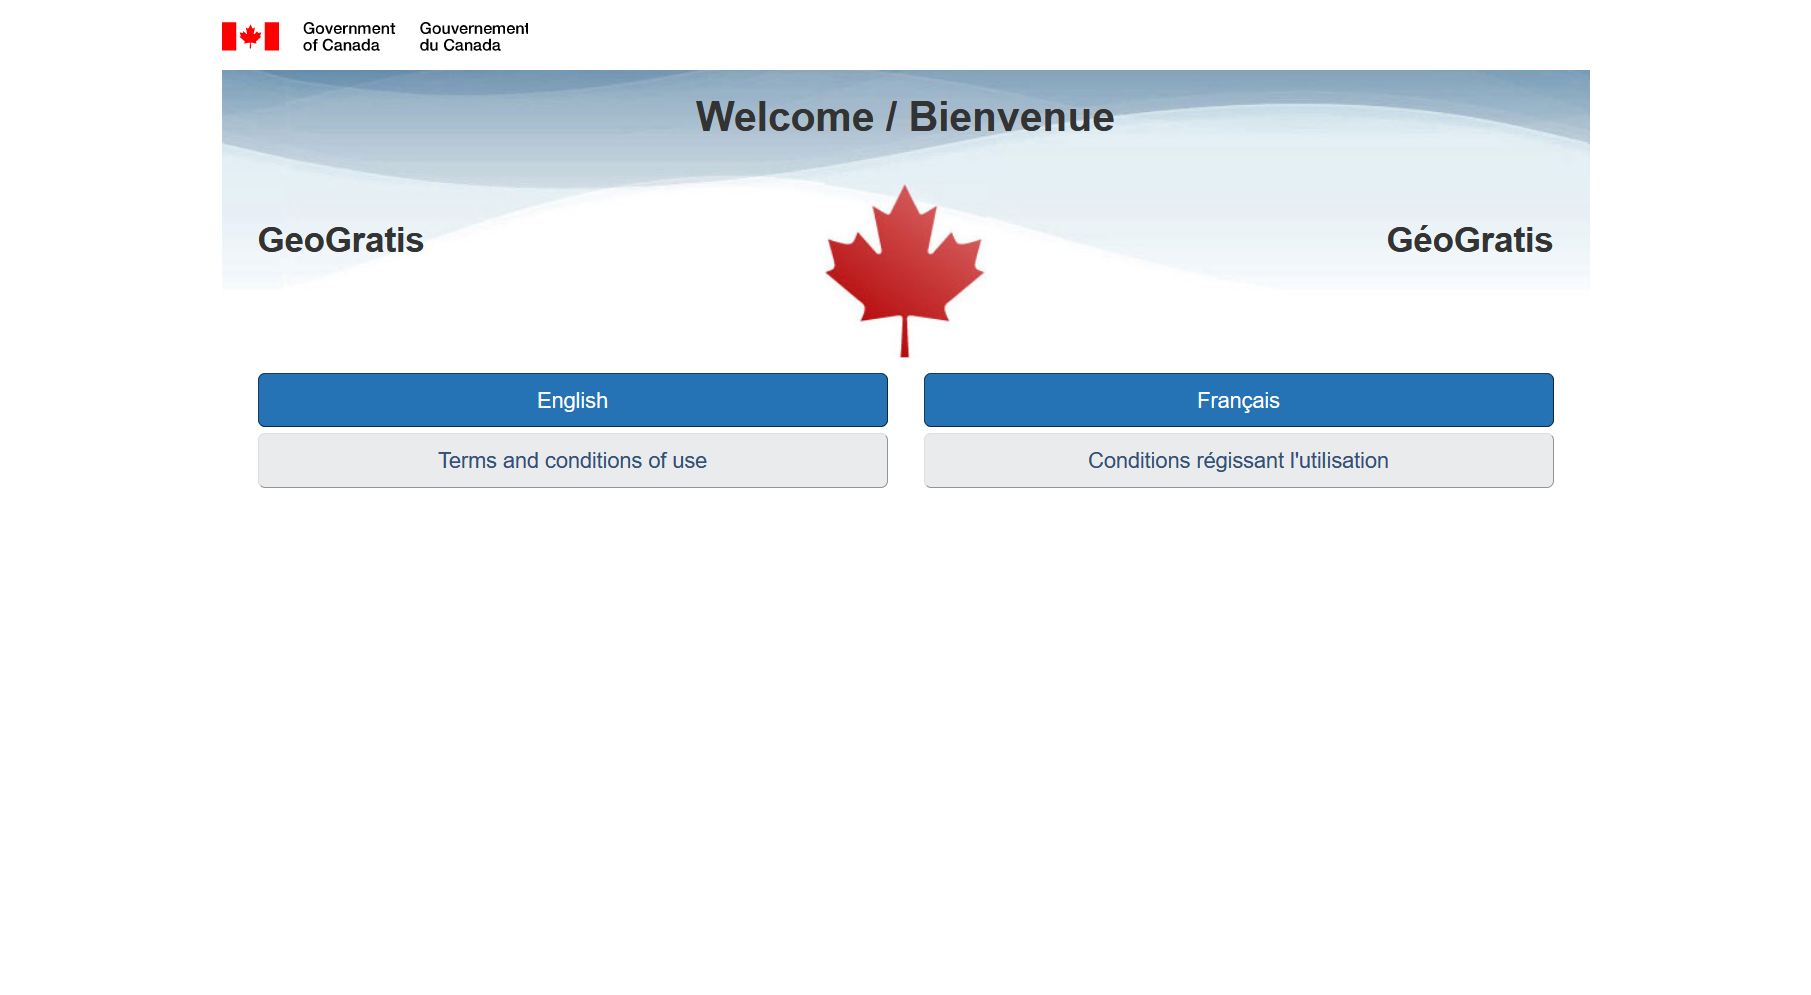 Government
of Canada
Gouvernement
du Canada
Welcome / Bienvenue
GeoGratis
GéoGratis
English
Français
Terms and conditions of use
Conditions régissant l'utilisation